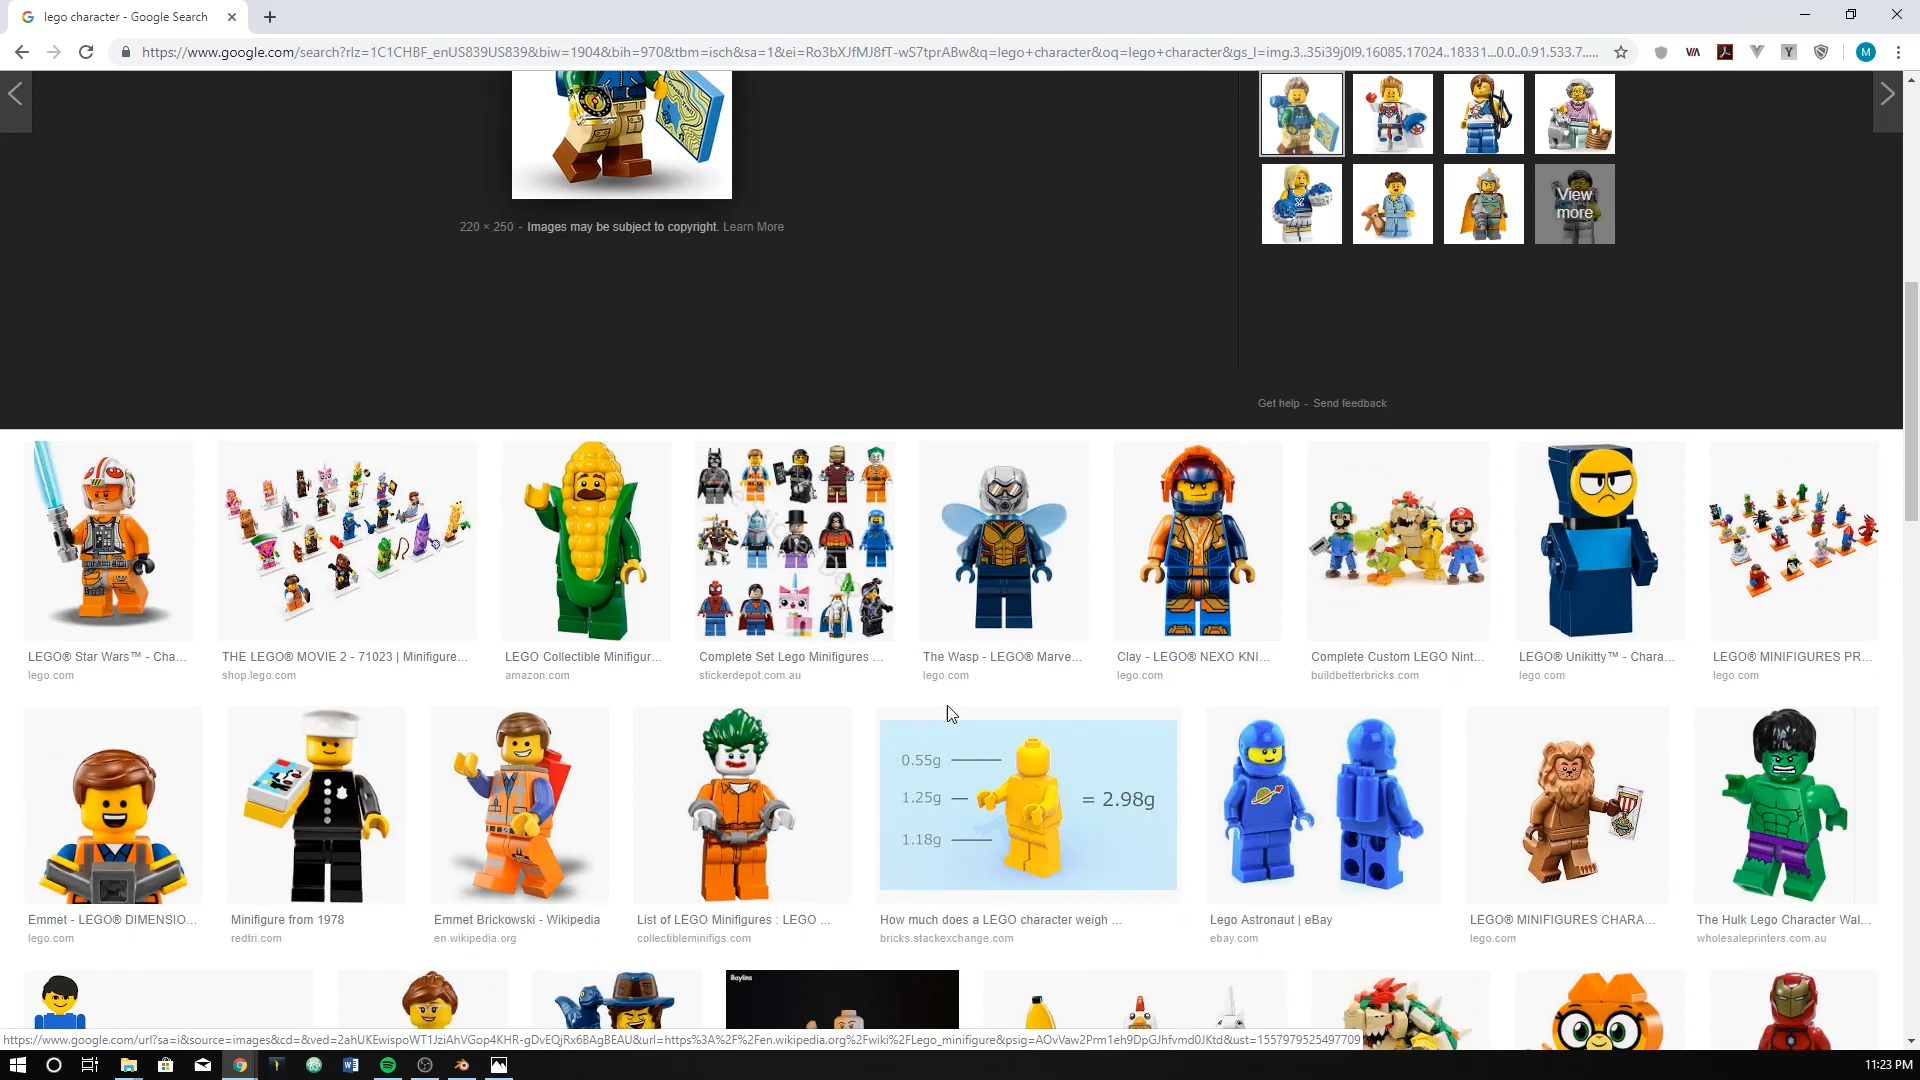 lego character - Google Search
https://www.google.com/search?rlz=1C1CHBF_enUS839US839&biw=1904&bih=970&tbm=isch&sa=1&ei=Ro3bXJfMJ8fT-wS7tprABw&q=lego+character&oq=lego+character&gs_l=img.3..35i39j0l9.16085.17024..18331...0.0..0.91.533.7.....
M
220 × 250 - Images may be subject to copyright. Learn More
View
more
Get help - Send feedback
LEGO® Star Wars™ - Cha...
lego.com
THE LEGO® MOVIE 2 - 71023 | Minifigure...
shop.lego.com
LEGO Collectible Minifigur...
amazon.com
Complete Set Lego Minifigures ...
stickerdepot.com.au
The Wasp - LEGO® Marve...
lego.com
Clay - LEGO® NEXO KNI...
lego.com
Complete Custom LEGO Nint...
buildbetterbricks.com
LEGO® Unikitty™ - Chara...
lego.com
LEGO® MINIFIGURES PR...
lego.com
0.55g
1.25g
= 2.98g
1.18g
Emmet - LEGO® DIMENSIO...
lego.com
Minifigure from 1978
redtri.com
Emmet Brickowski - Wikipedia
en.wikipedia.org
List of LEGO Minifigures : LEGO ...
collectibleminifigs.com
How much does a LEGO character weigh ...
bricks.stackexchange.com
Lego Astronaut | eBay
ebay.com
LEGO® MINIFIGURES CHARA...
lego.com
The Hulk Lego Character Wal...
wholesaleprinters.com.au
https://www.google.com/url?sa=i&source=images&cd=&ved=2ahUKEwispoWT1JziAhVGop4KHR-gDvEQjRx6BAgBEAU&url=https%3A%2F%2Fen.wikipedia.org%2Fwiki%2FLego_minifigure&psig=AOvVaw2Prm1eh9DpGJhfvmd0JKtd&ust=1557979525497709
11:23 PM